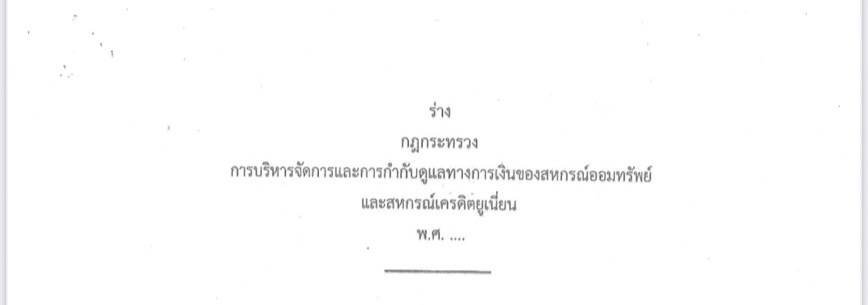 ร่าง
กฎกระทรวง
การบริหารจัดการและการกำกับดูแลทางการเงินของสหกรณ์ออมทรัพย์
และสหกรณ์เครดิตยูเนี่ยน
พ.ศ. ....